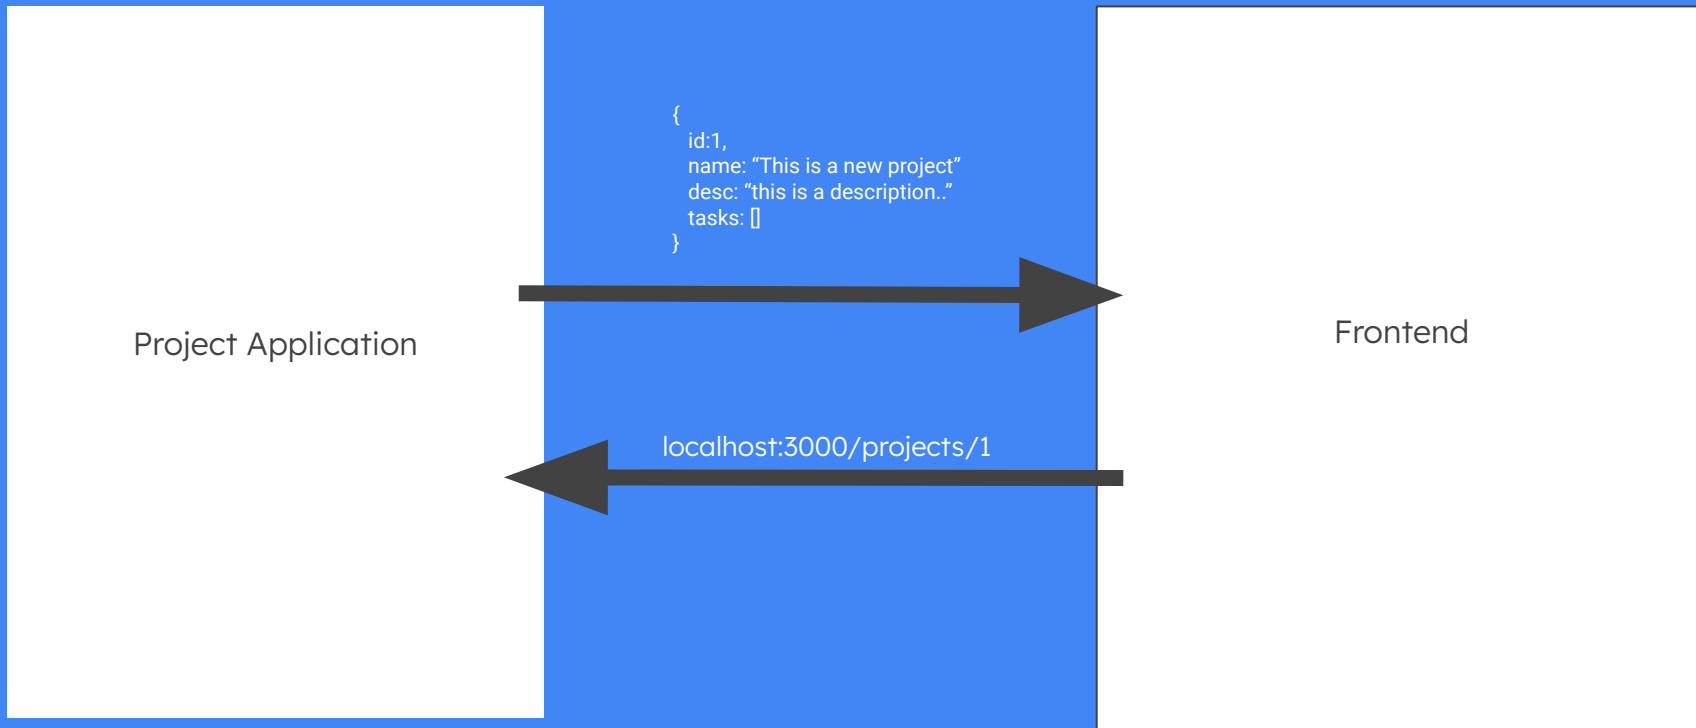 Project Application
{
id:1,
name: “This is a new project”
desc: “this is a description..”
tasks: []
}
localhost:3000/projects/1
Frontend